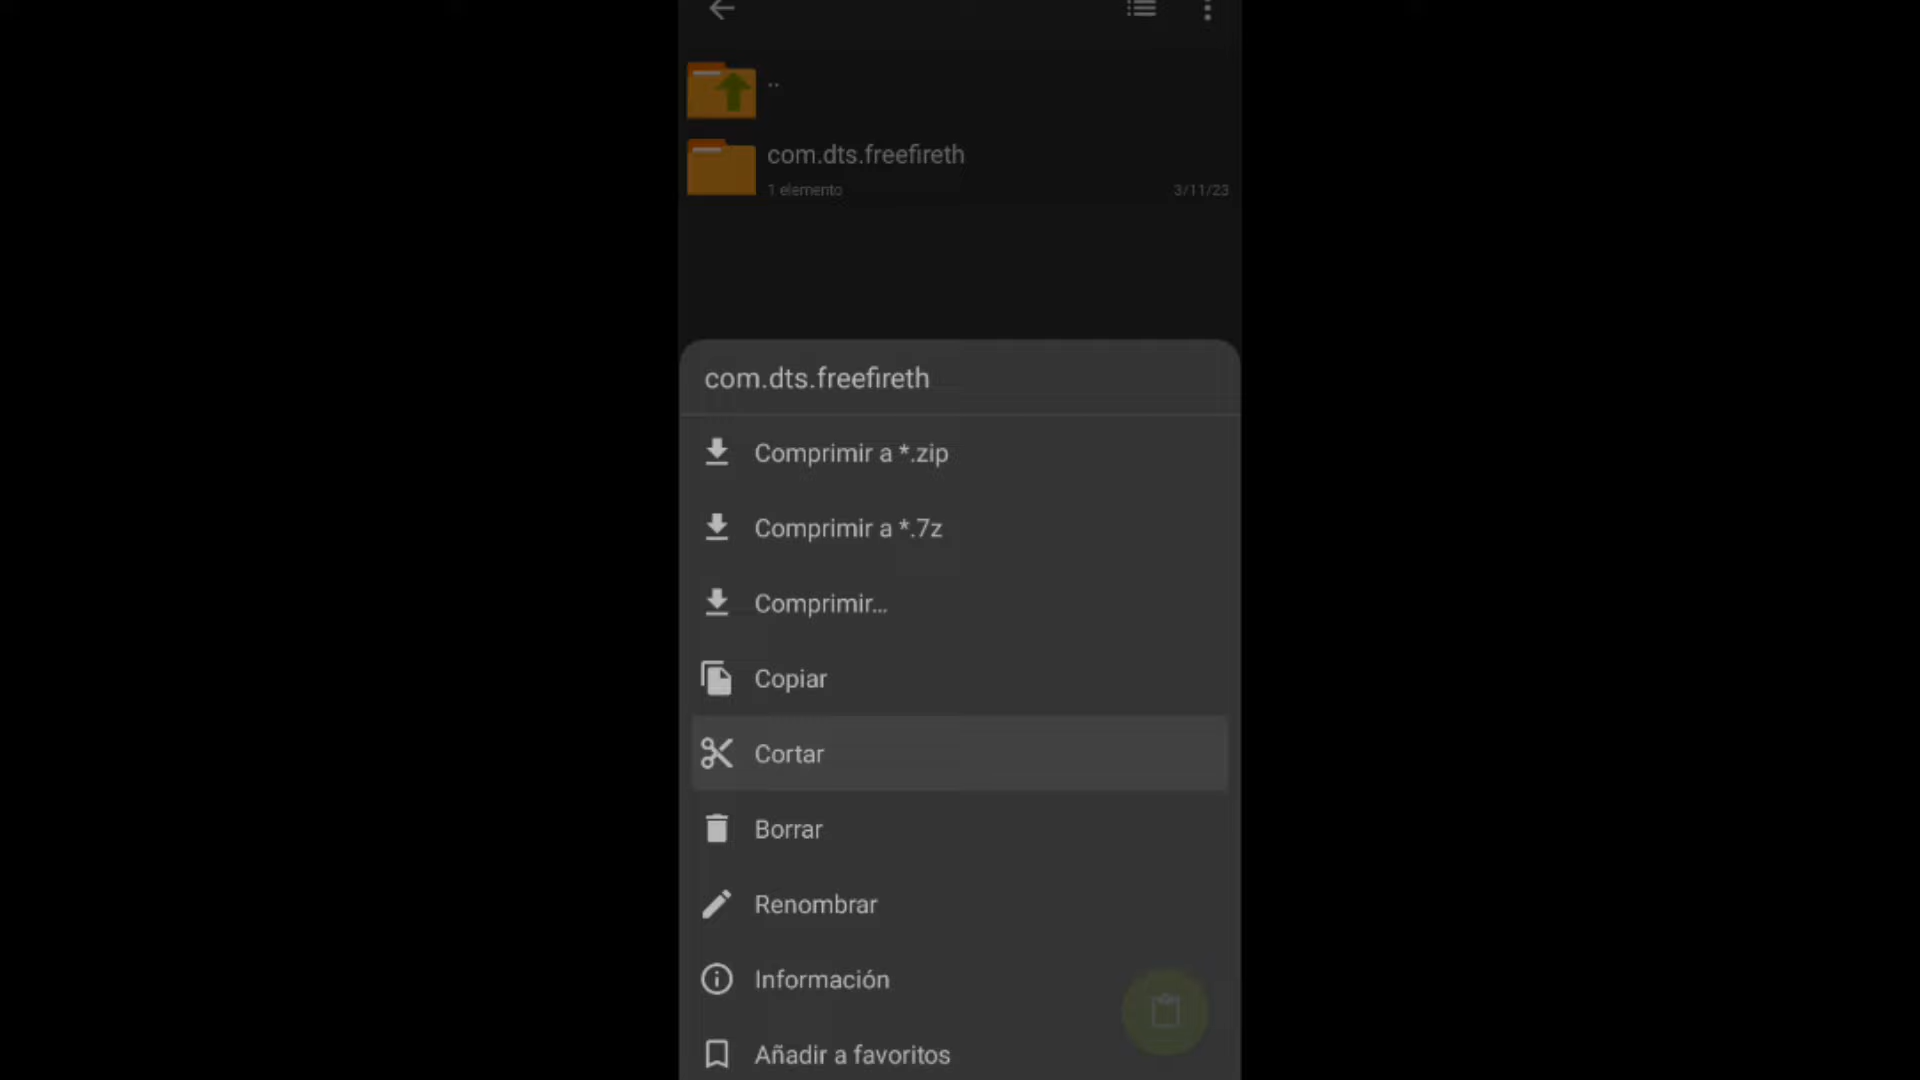 ..
com.dts.freefireth
1 elemento
3/11/23
com.dts.freefireth
Comprimir a *.zip
Comprimir a *.7z
Comprimir...
Copiar
Cortar
Borrar
Renombrar
Información
Añadir a favoritos